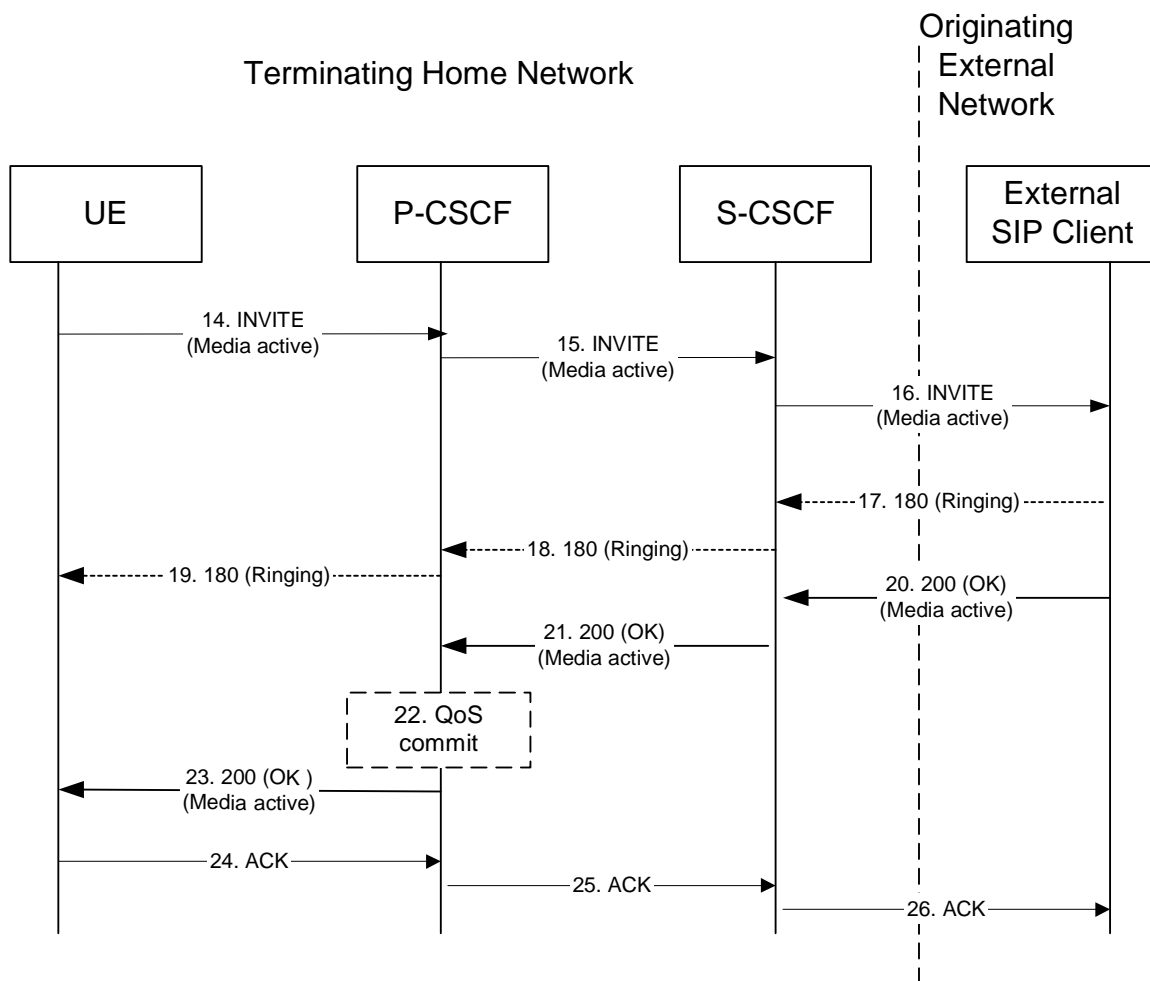 Originating
External
Network
Terminating Home Network
UE
P-CSCF
S-CSCF
External
SIP Client
14. INVITE
(Media active)
15. INVITE
(Media active)
16. INVITE
(Media active)
17. 180 (Ringing)
18. 180 (Ringing)
19. 180 (Ringing)
20. 200 (OK)
(Media active)
21. 200 (OK)
(Media active)
22. QoS
commit
23. 200 (OK )
(Media active)
24. ACK
25. ACK
26. ACK